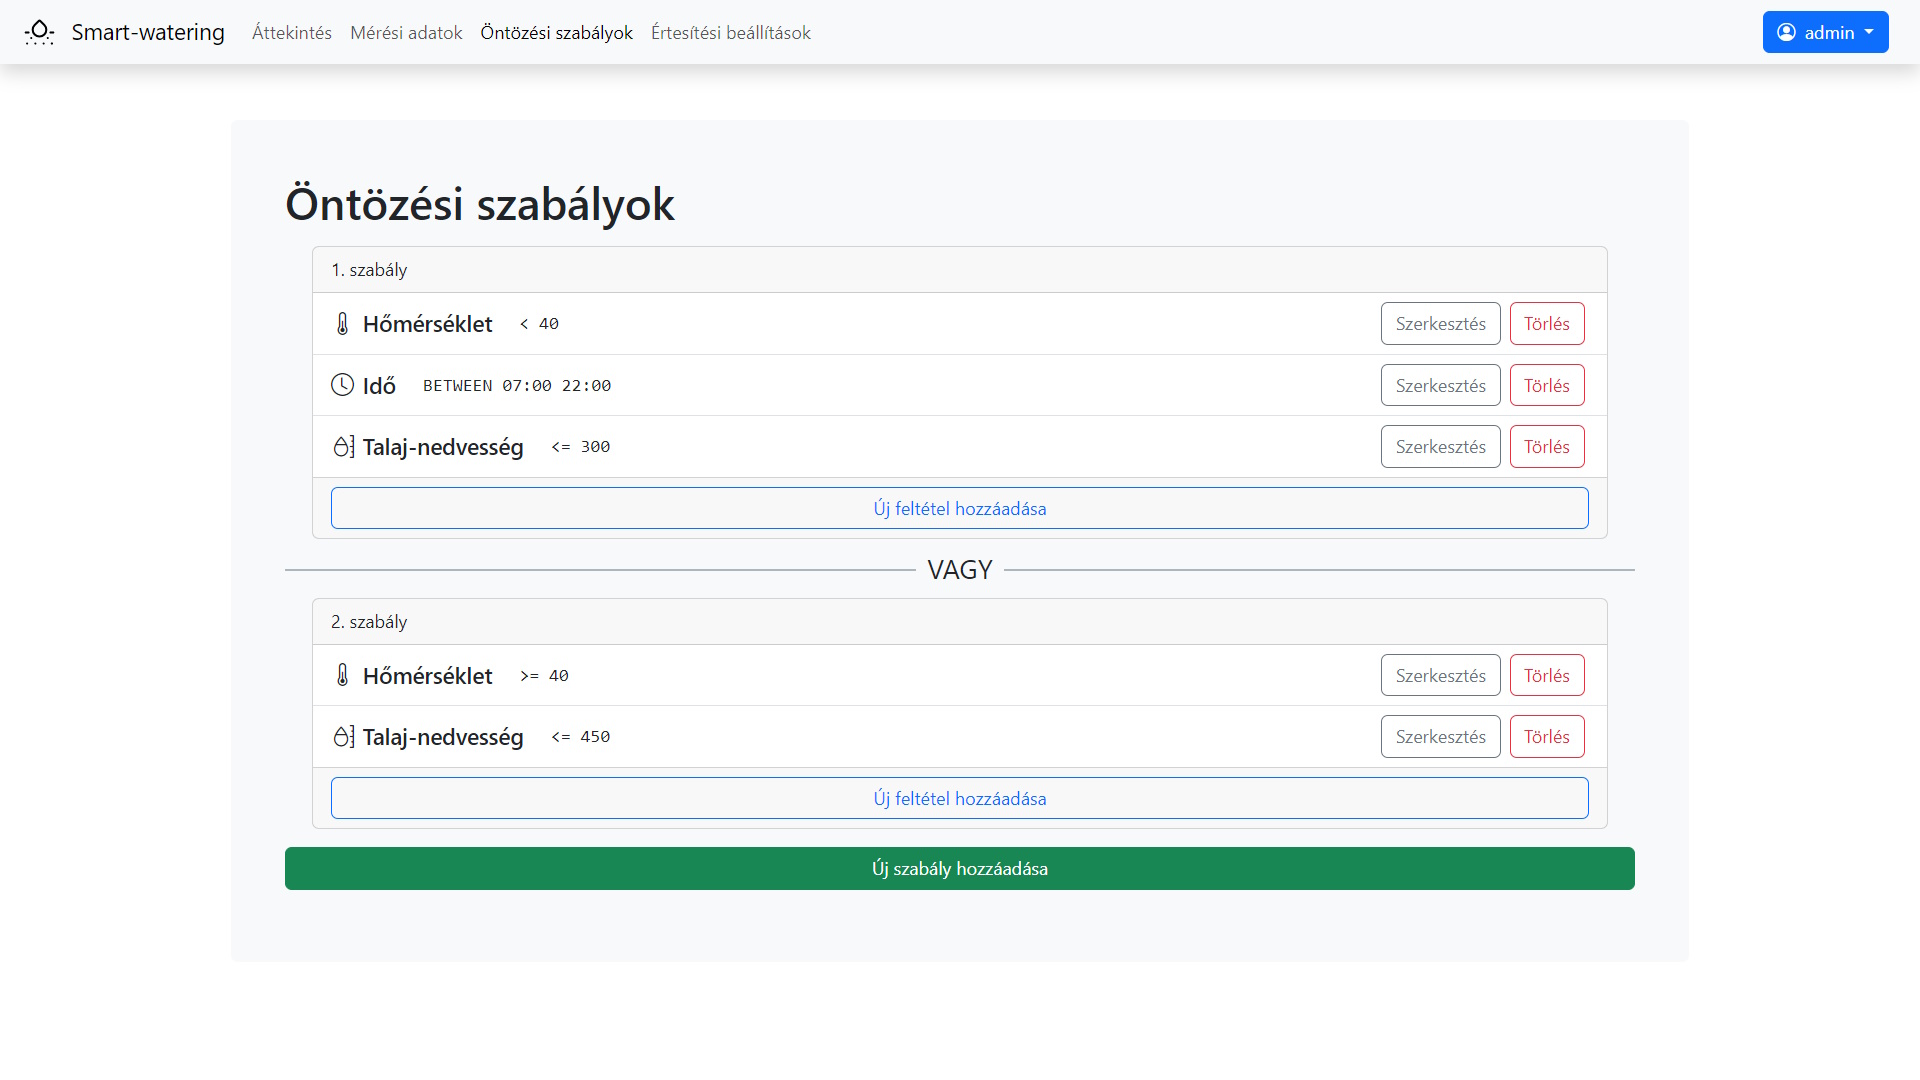 Smart-watering Áttekintés Mérési adatok Öntözési szabályok Értesítési beállítások admin
Öntözési szabályok
1. szabály
Hőmérséklet < 40 Szerkesztés Törlés
Idő BETWEEN 07:00 22:00 Szerkesztés Törlés
Talaj-nedvesség <= 300 Szerkesztés Törlés
Új feltétel hozzáadása
VAGY
2. szabály
Hőmérséklet >= 40 Szerkesztés Törlés
Talaj-nedvesség <= 450 Szerkesztés Törlés
Új feltétel hozzáadása
Új szabály hozzáadása